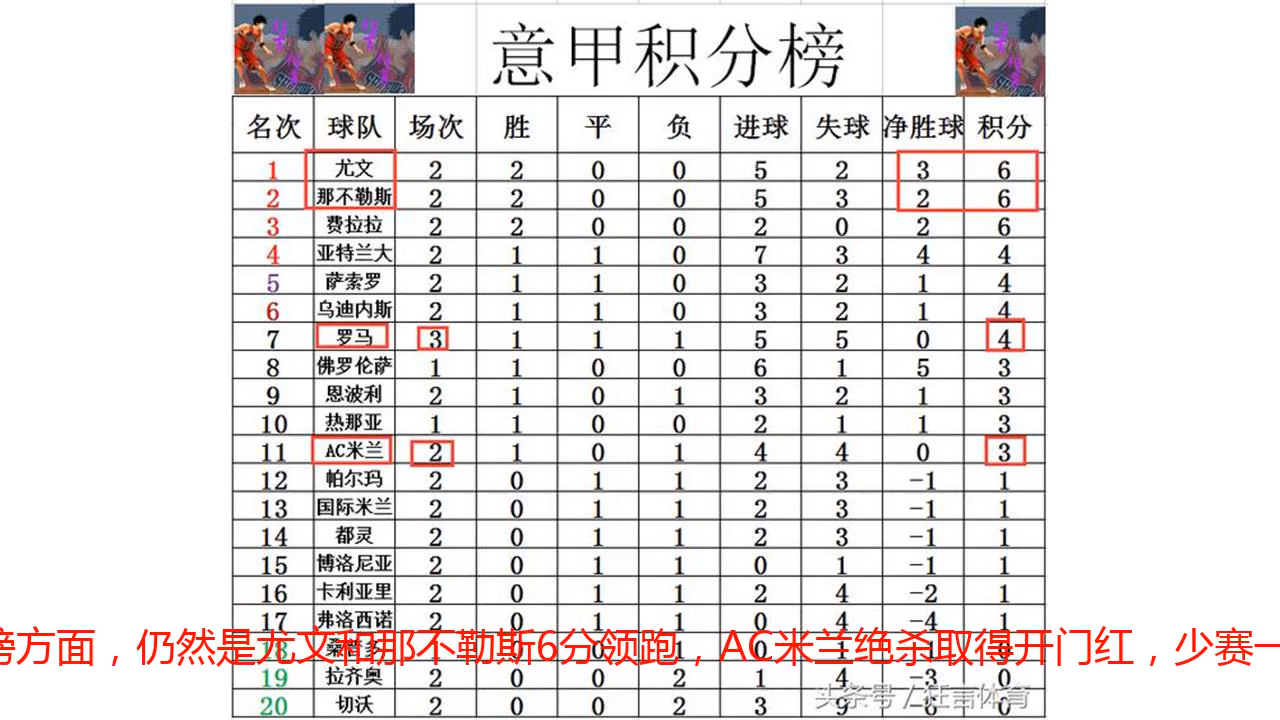 意甲积分榜
名次 球队 场次 胜 平 负 进球 失球 净胜球 积分
1 尤文 2 2 0 0 5 2 3 6
2 那不勒斯 2 2 0 0 5 3 2 6
3 费拉拉 2 2 0 0 2 0 2 6
4 亚特兰大 2 1 1 0 7 3 4 4
5 萨索罗 2 1 1 0 3 2 1 4
6 乌迪内斯 2 1 1 0 3 2 1 4
7 罗马 3 1 1 1 5 5 0 4
8 佛罗伦萨 1 1 0 0 6 1 5 3
9 恩波利 2 1 0 1 3 2 1 3
10 热那亚 1 1 0 0 2 1 1 3
11 AC米兰 2 1 0 1 4 4 0 3
12 帕尔玛 2 0 1 1 2 3 -1 1
13 国际米兰 2 0 1 1 2 3 -1 1
14 都灵 2 0 1 1 2 3 -1 1
15 博洛尼亚 2 0 1 1 0 1 -1 1
16 卡利亚里 2 0 1 1 2 4 -2 1
17 弗洛西诺 2 0 1 1 0 4 -4 1
榜方面，仍然是尤文和那不勒斯6分领跑，AC米兰绝杀取得开门红，少赛一
18
19 拉齐奥 2 0 0 2 1 4 -3 0
20 切沃 2 0 0 2 3 9 -6 0
头条号 / 狂言体育